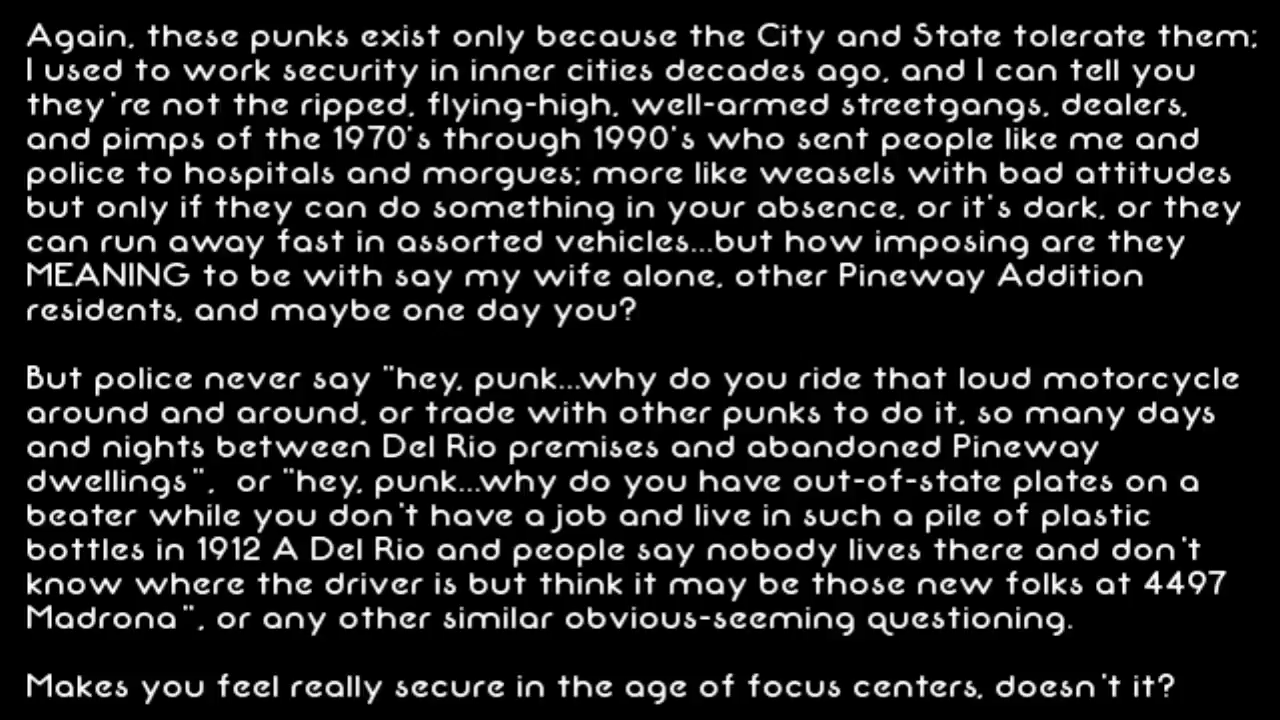 Again, these punks exist only because the City and State tolerate them;
I used to work security in inner cities decades ago, and I can tell you
they're not the ripped, flying-high, well-armed streetgangs, dealers,
and pimps of the 1970's through 1990's who sent people like me and
police to hospitals and morgues; more like weasels with bad attitudes
but only if they can do something in your absence, or it's dark, or they
can run away fast in assorted vehicles...but how imposing are they
MEANING to be with say my wife alone, other Pineway Addition
residents, and maybe one day you?
But police never say "hey, punk...why do you ride that loud motorcycle
around and around, or trade with other punks to do it, so many days
and nights between Del Rio premises and abandoned Pineway
dwellings", or "hey, punk...why do you have out-of-state plates on a
beater while you don't have a job and live in such a pile of plastic
bottles in 1912 A Del Rio and people say nobody lives there and don't
know where the driver is but think it may be those new folks at 4497
Madrona", or any other similar obvious-seeming questioning.
Makes you feel really secure in the age of focus centers, doesn't it?